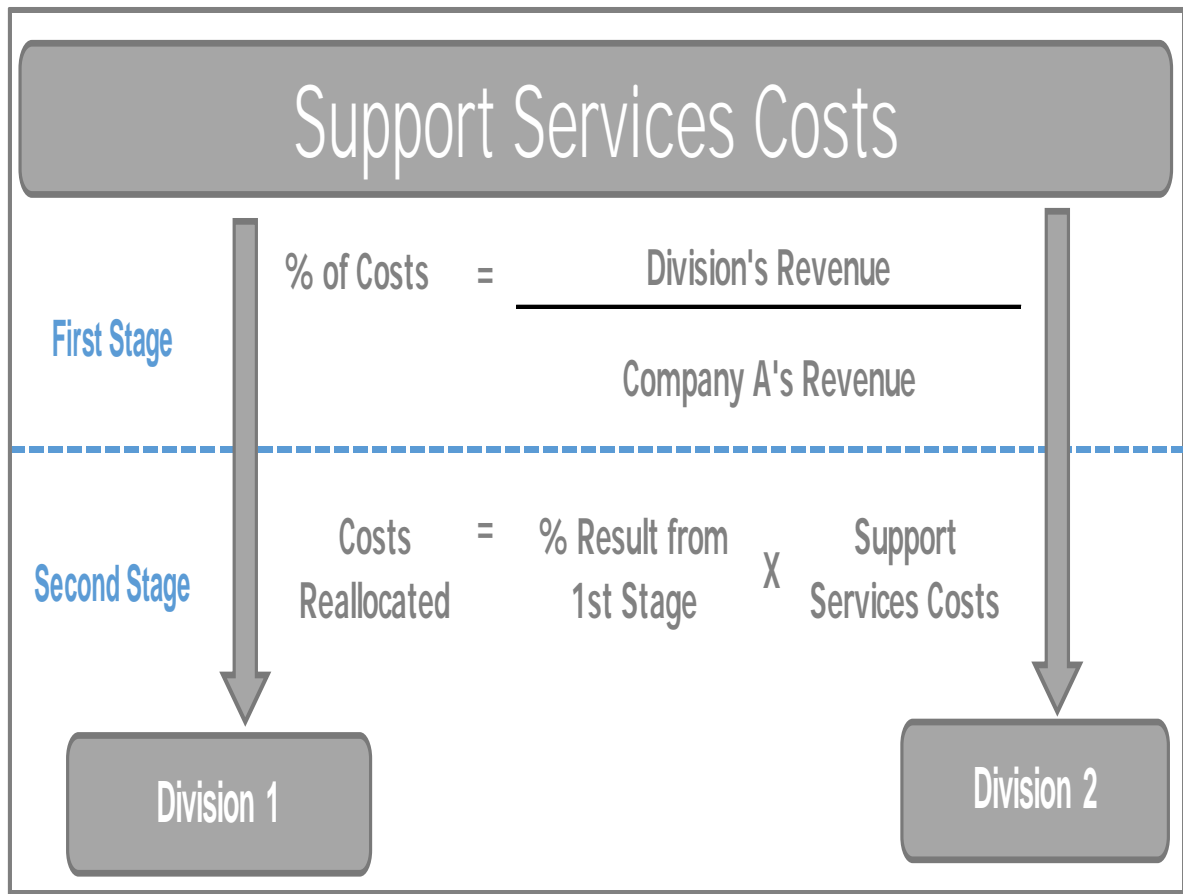 Support Services Costs
% of Costs = Division's Revenue
Company A's Revenue
First Stage
Costs = % Result from X Support
Reallocated 1st Stage Services Costs
Second Stage
Division 1
Division 2